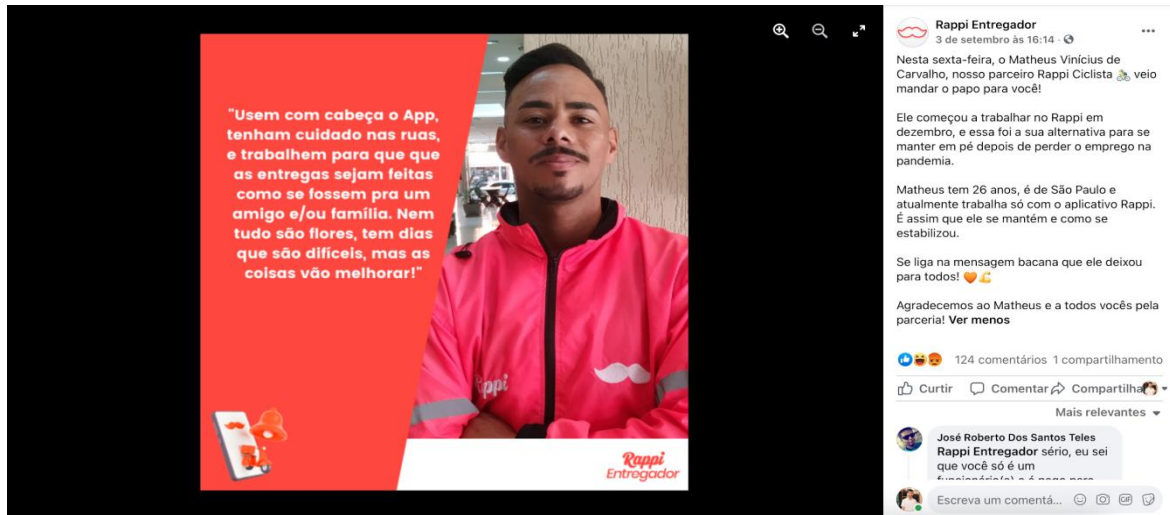 "Usem com cabeça o App,
tenham cuidado nas ruas,
e trabalhem para que que
as entregas sejam feitas
como se fossem pra um
amigo e/ou família. Nem
tudo são flores, tem dias
que são difíceis, mas as
coisas vão melhorar!"
ppi
Rappi
Entregador
Rappi Entregador
3 de setembro às 16:14 ·
Nesta sexta-feira, o Matheus Vinícius de
Carvalho, nosso parceiro Rappi Ciclista 🚴 veio
mandar o papo para você!
Ele começou a trabalhar no Rappi em
dezembro, e essa foi a sua alternativa para se
manter em pé depois de perder o emprego na
pandemia.
Matheus tem 26 anos, é de São Paulo e
atualmente trabalha só com o aplicativo Rappi.
É assim que ele se mantém e como se
estabilizou.
Se liga na mensagem bacana que ele deixou
para todos! 🧡💪
Agradecemos ao Matheus e a todos vocês pela
parceria! Ver menos
124 comentários 1 compartilhamento
Curtir Comentar Compartilha
Mais relevantes
José Roberto Dos Santos Teles
Rappi Entregador sério, eu sei
que você só é um
Escreva um comentá... GIF